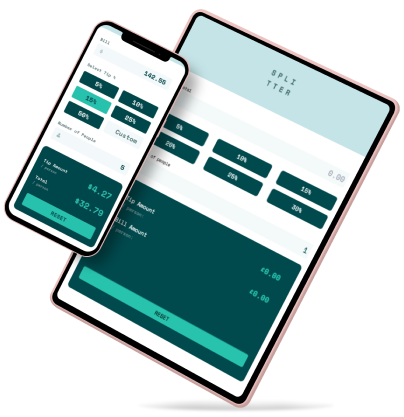 Bill
142.55
Select Tip %
5%
10%
15%
25%
50%
Custom
Number of People
5
Tip Amount
/ person
$4.27
Total
/ person
$32.79
RESET
SPLI
TTER
0.00
5%
10%
15%
25%
30%
of people
1
Tip Amount
person
$0.00
Bill Amount
person
$0.00
RESET